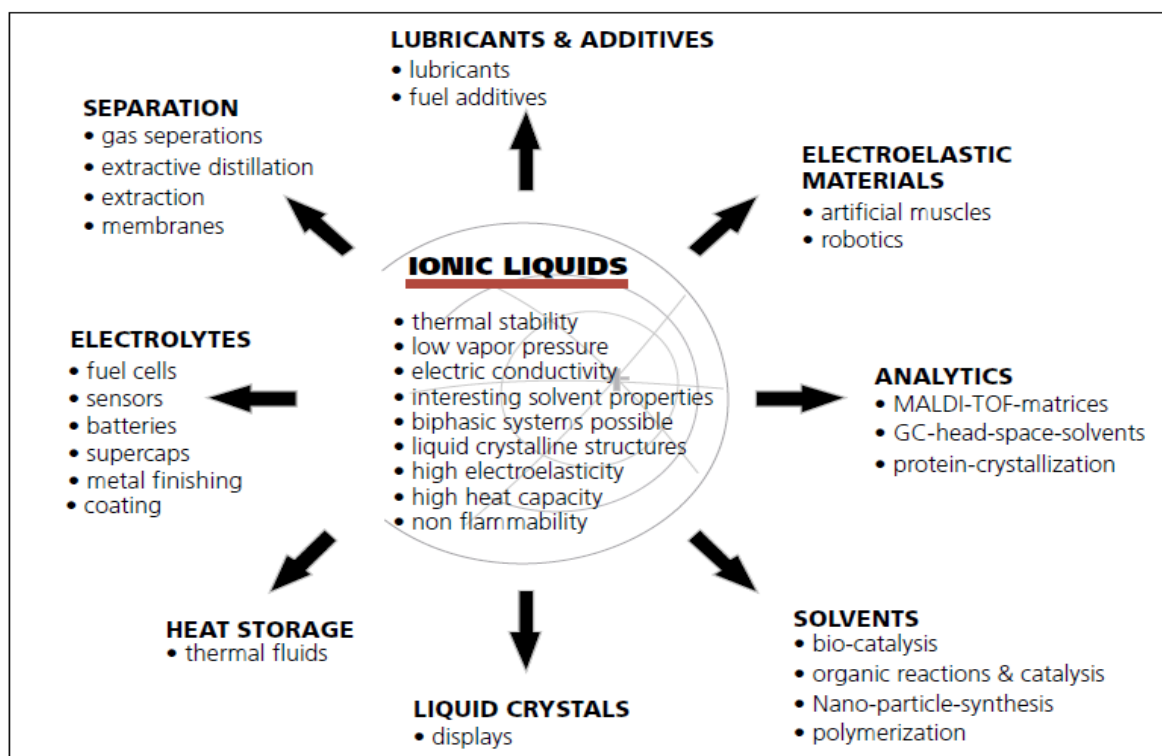 LUBRICANTS & ADDITIVES
• lubricants
• fuel additives
SEPARATION
• gas seperations
• extractive distillation
• extraction
• membranes
ELECTROELASTIC
MATERIALS
• artificial muscles
• robotics
IONIC LIQUIDS
• thermal stability
• low vapor pressure
• electric conductivity
• interesting solvent properties
• biphasic systems possible
• liquid crystalline structures
• high electroelasticity
• high heat capacity
• non flammability
ELECTROLYTES
• fuel cells
• sensors
• batteries
• supercaps
• metal finishing
• coating
ANALYTICS
• MALDI-TOF-matrices
• GC-head-space-solvents
• protein-crystallization
HEAT STORAGE
• thermal fluids
LIQUID CRYSTALS
• displays
SOLVENTS
• bio-catalysis
• organic reactions & catalysis
• Nano-particle-synthesis
• polymerization